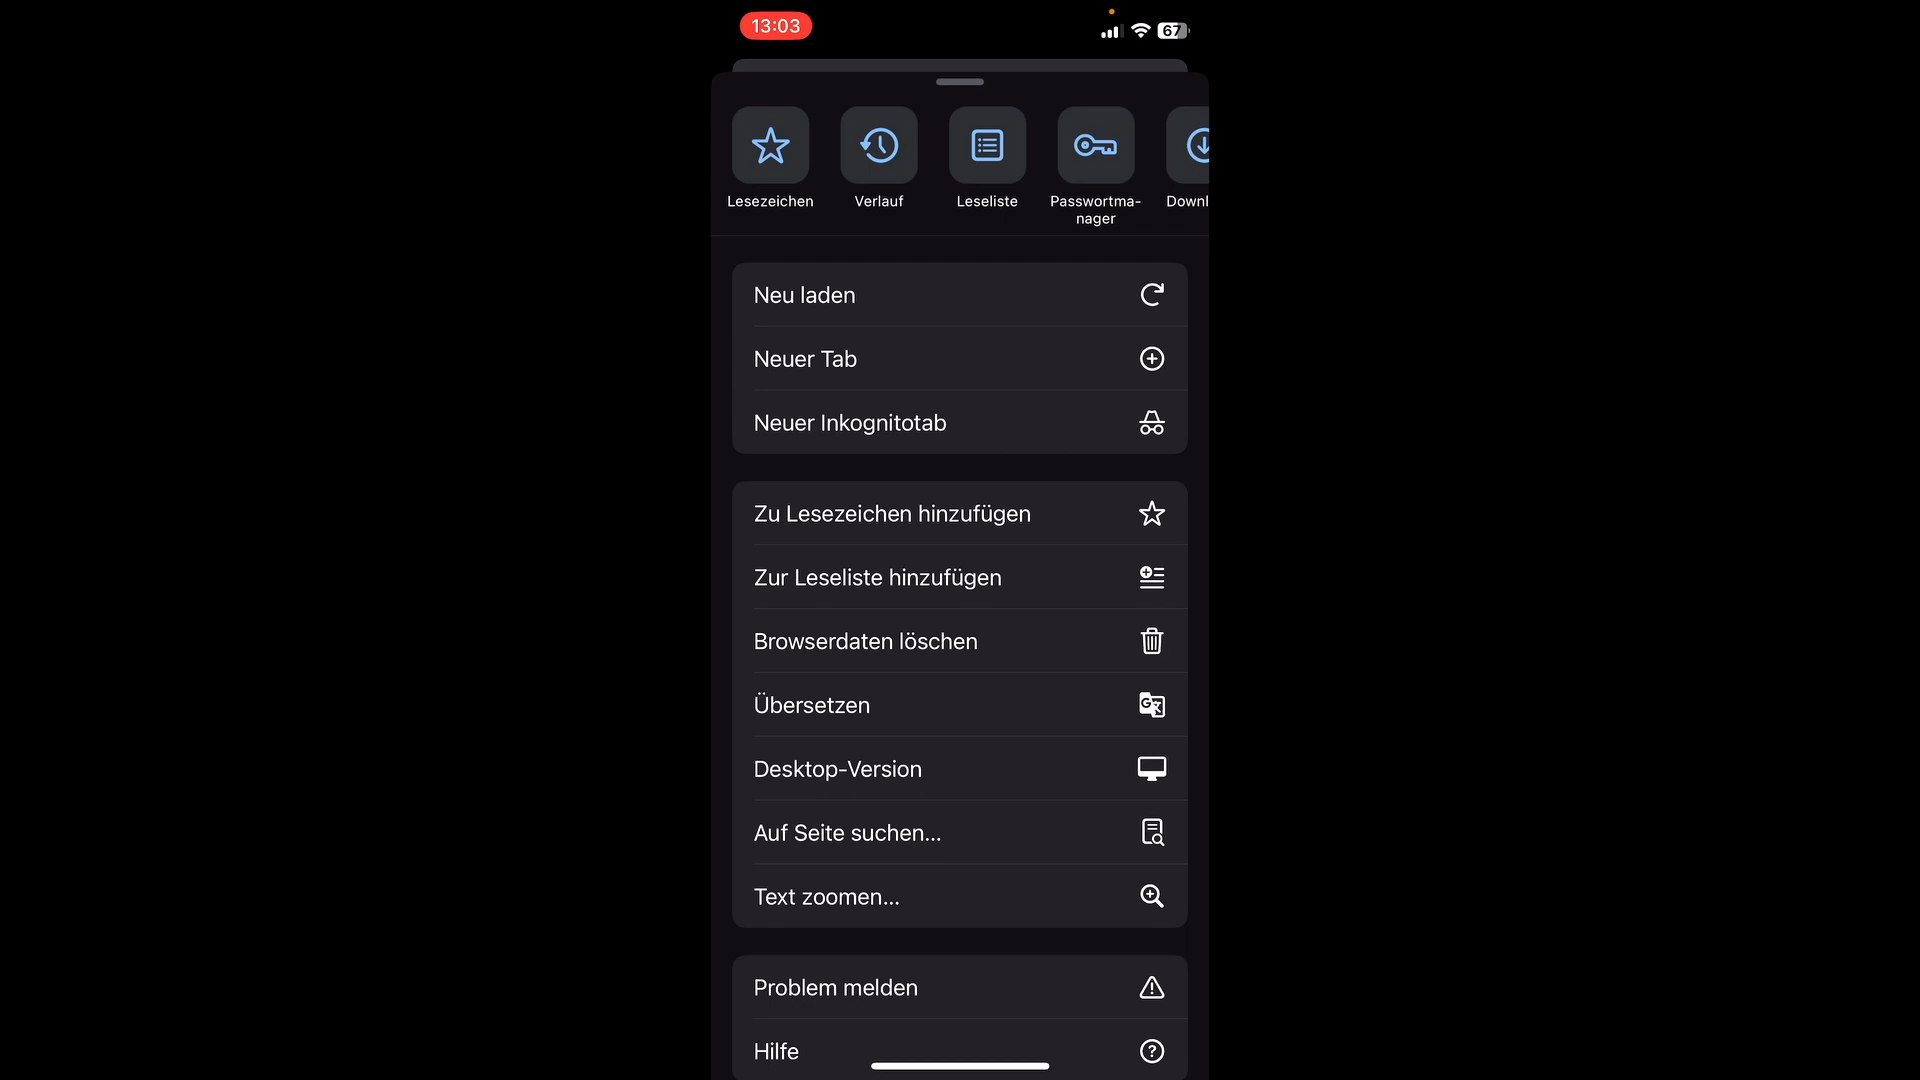 13:03
67
Lesezeichen
Verlauf
Leseliste
Passwortma-
nager
Downl
Neu laden
Neuer Tab
Neuer Inkognitotab
Zu Lesezeichen hinzufügen
Zur Leseliste hinzufügen
Browserdaten löschen
Übersetzen
Desktop-Version
Auf Seite suchen...
Text zoomen...
Problem melden
Hilfe